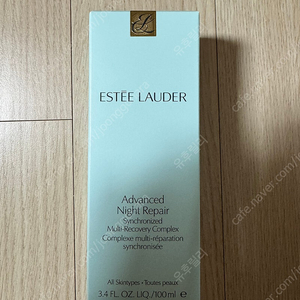 ESTĒE LAUDER
Advanced
Night Repair
Synchronized
Multi-Recovery Complex
Complexe multi-réparation
synchronisée
All Skintypes • Toutes peaux
3.4 FL. OZ. LIQ./100 ml ℮